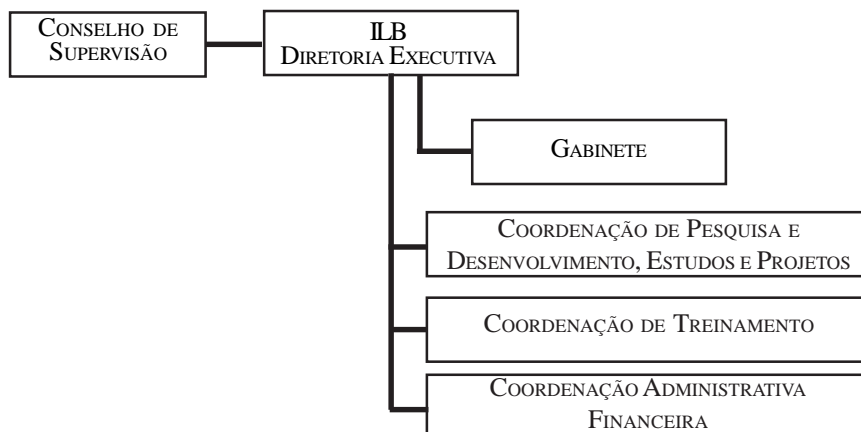 CONSELHO DE
SUPERVISÃO
ILB
DIRETORIA EXECUTIVA
GABINETE
COORDENAÇÃO DE PESQUISA E
DESENVOLVIMENTO, ESTUDOS E PROJETOS
COORDENAÇÃO DE TREINAMENTO
COORDENAÇÃO ADMINISTRATIVA
FINANCEIRA